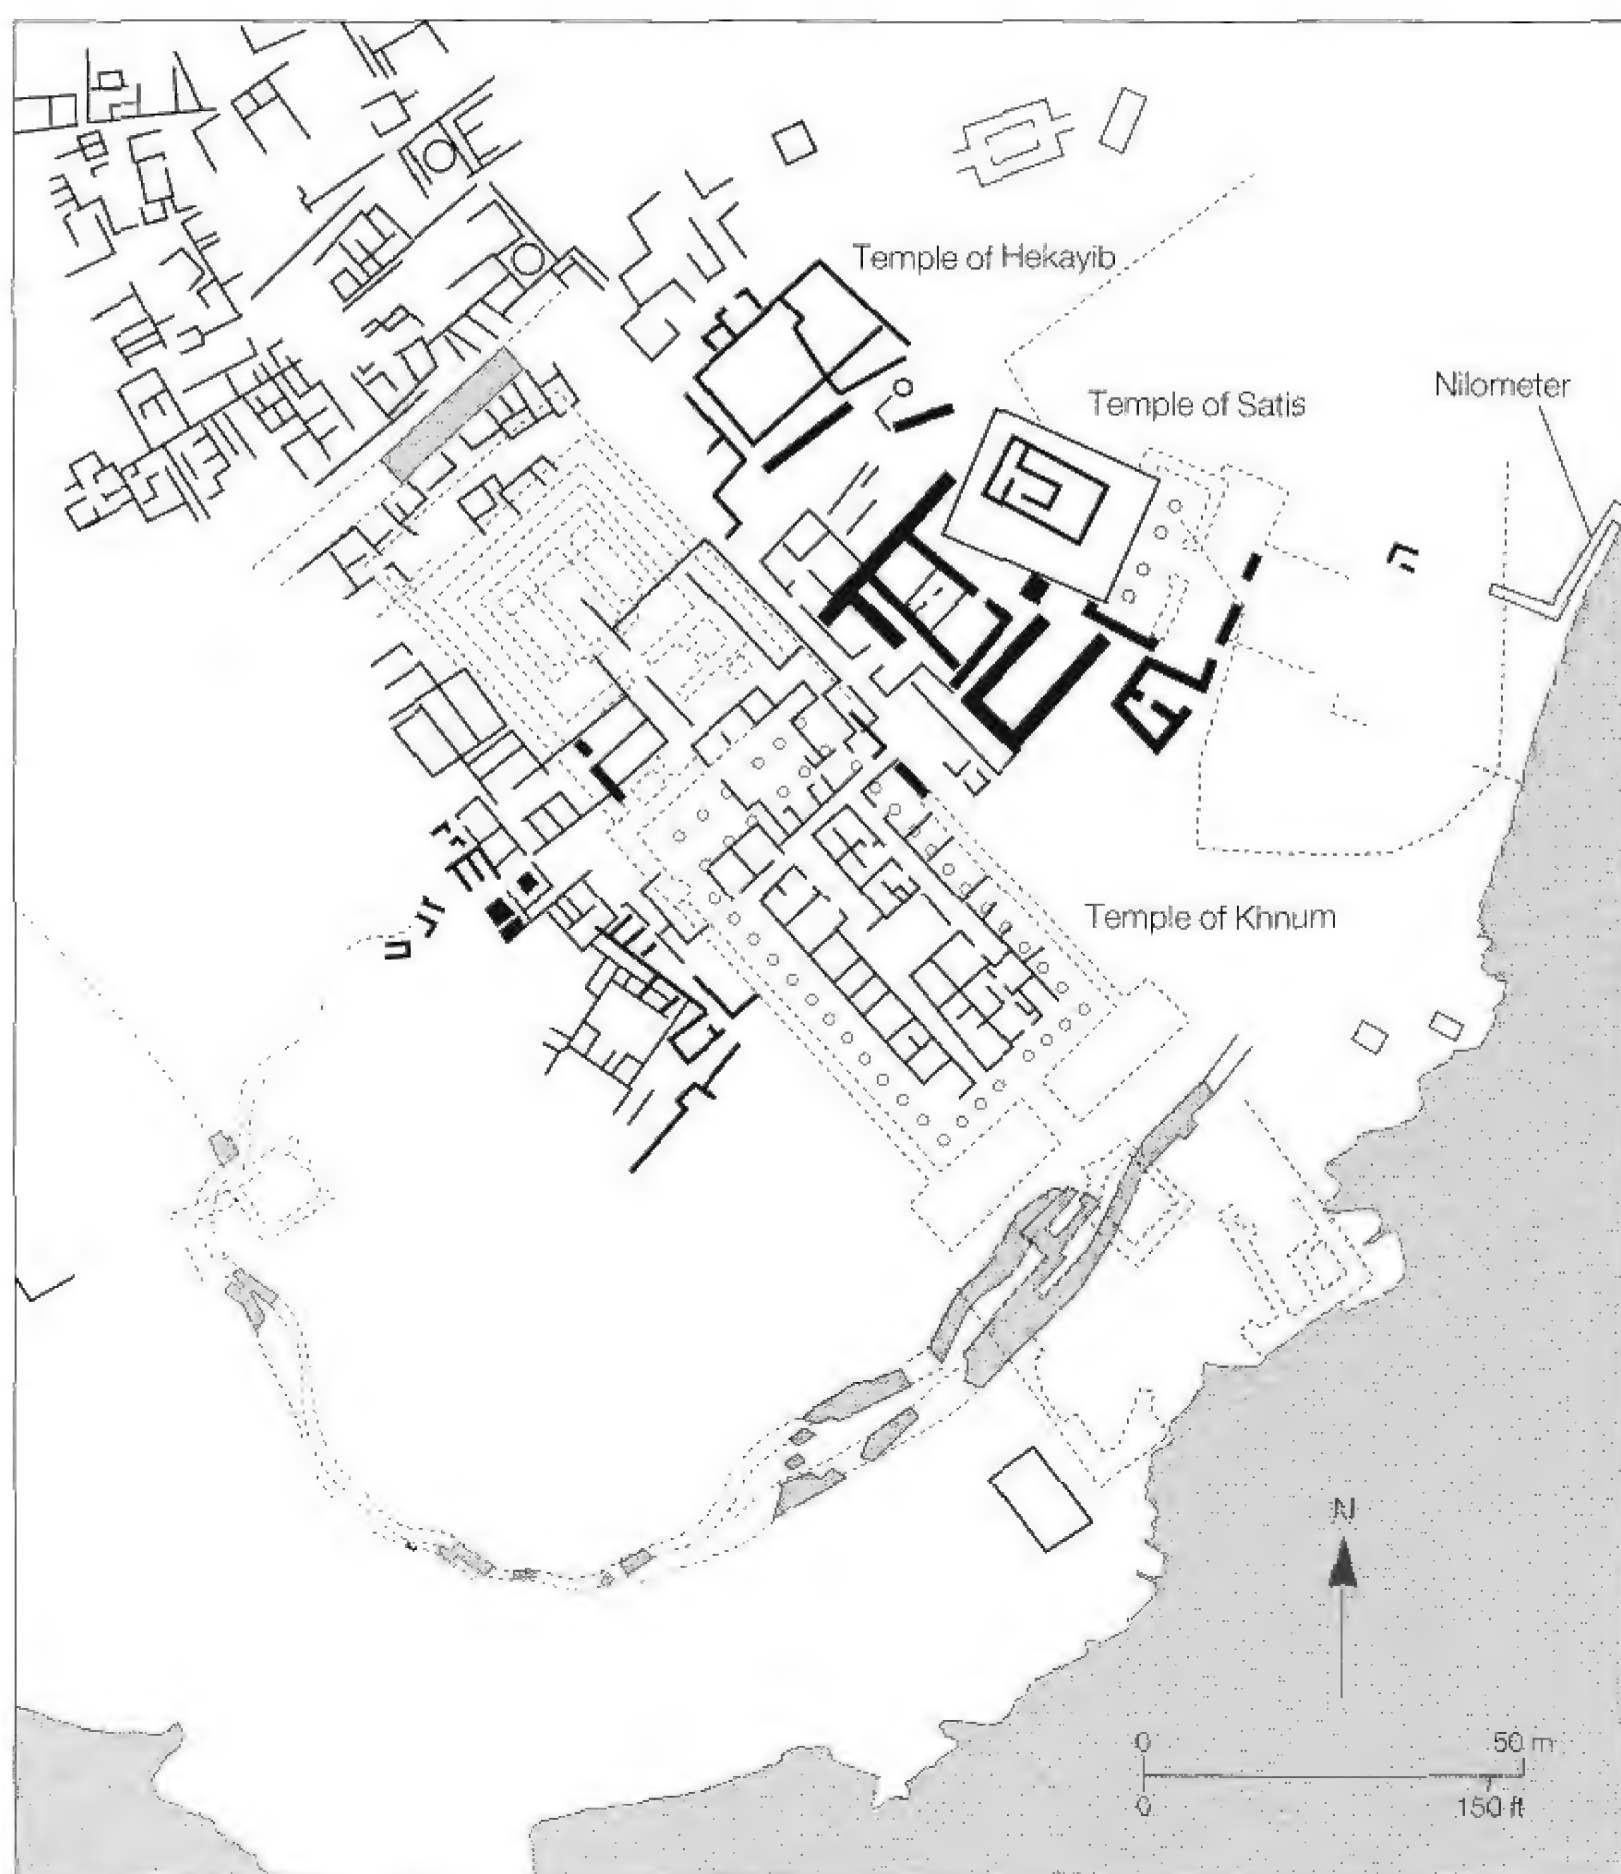 Temple of Hekayib
Temple of Satis
Nilometer
Temple of Khnum
N
0 50 m
0 150 ft